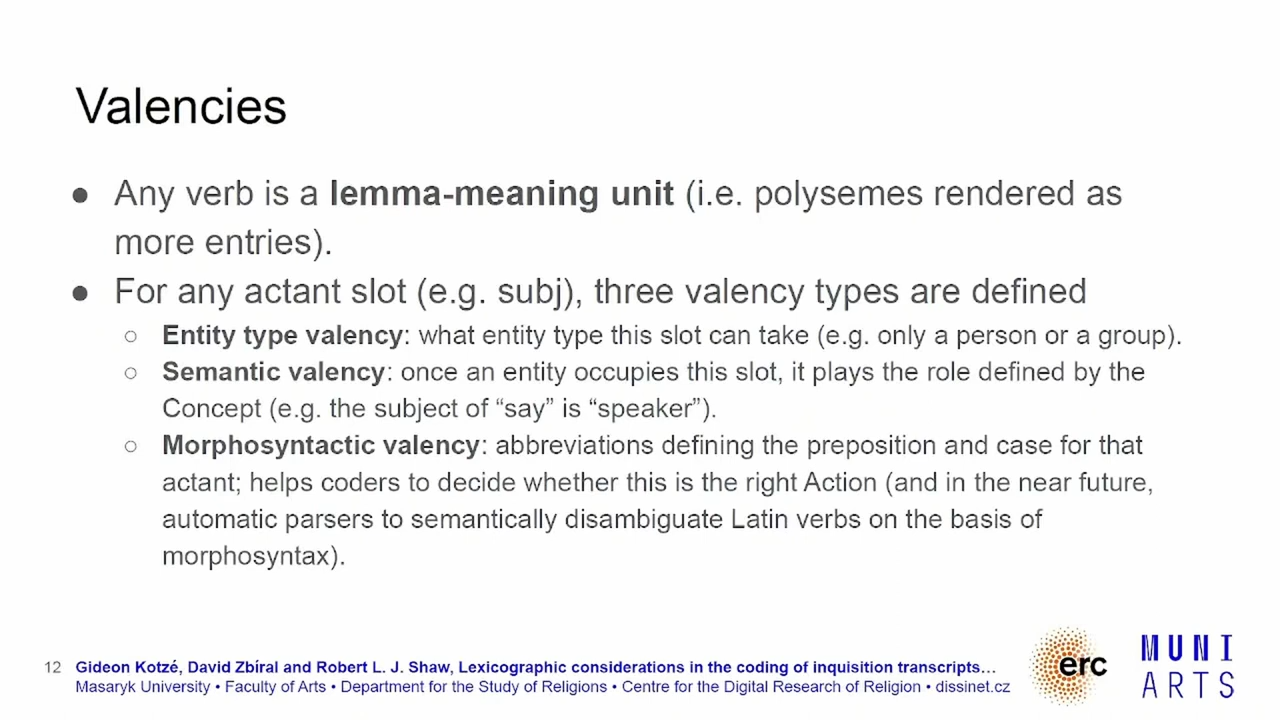 Valencies
● Any verb is a lemma-meaning unit (i.e. polysemes rendered as
more entries).
● For any actant slot (e.g. subj), three valency types are defined
○ Entity type valency: what entity type this slot can take (e.g. only a person or a group).
○ Semantic valency: once an entity occupies this slot, it plays the role defined by the
Concept (e.g. the subject of “say” is “speaker”).
○ Morphosyntactic valency: abbreviations defining the preposition and case for that
actant; helps coders to decide whether this is the right Action (and in the near future,
automatic parsers to semantically disambiguate Latin verbs on the basis of
morphosyntax).
12 Gideon Kotzé, David Zbíral and Robert L. J. Shaw, Lexicographic considerations in the coding of inquisition transcripts…
Masaryk University • Faculty of Arts • Department for the Study of Religions • Centre for the Digital Research of Religion • dissinet.cz
erc
MUNI
ARTS